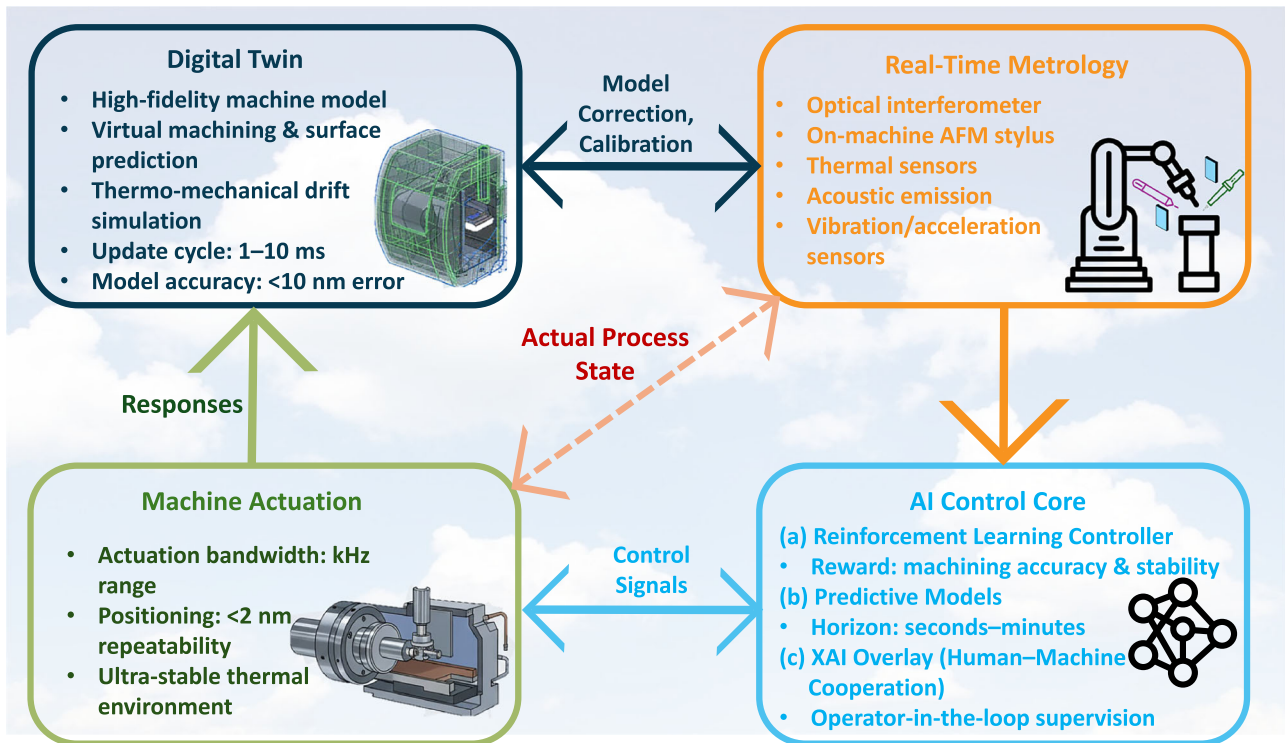 Digital Twin
• High-fidelity machine model
• Virtual machining & surface
prediction
• Thermo-mechanical drift
simulation
• Update cycle: 1–10 ms
• Model accuracy: <10 nm error
Model
Correction,
Calibration
Real-Time Metrology
• Optical interferometer
• On-machine AFM stylus
• Thermal sensors
• Acoustic emission
• Vibration/acceleration
sensors
Actual Process
State
Responses
Machine Actuation
• Actuation bandwidth: kHz
range
• Positioning: <2 nm
repeatability
• Ultra-stable thermal
environment
Control
Signals
AI Control Core
(a) Reinforcement Learning Controller
• Reward: machining accuracy & stability
(b) Predictive Models
• Horizon: seconds–minutes
(c) XAI Overlay (Human–Machine
Cooperation)
• Operator-in-the-loop supervision